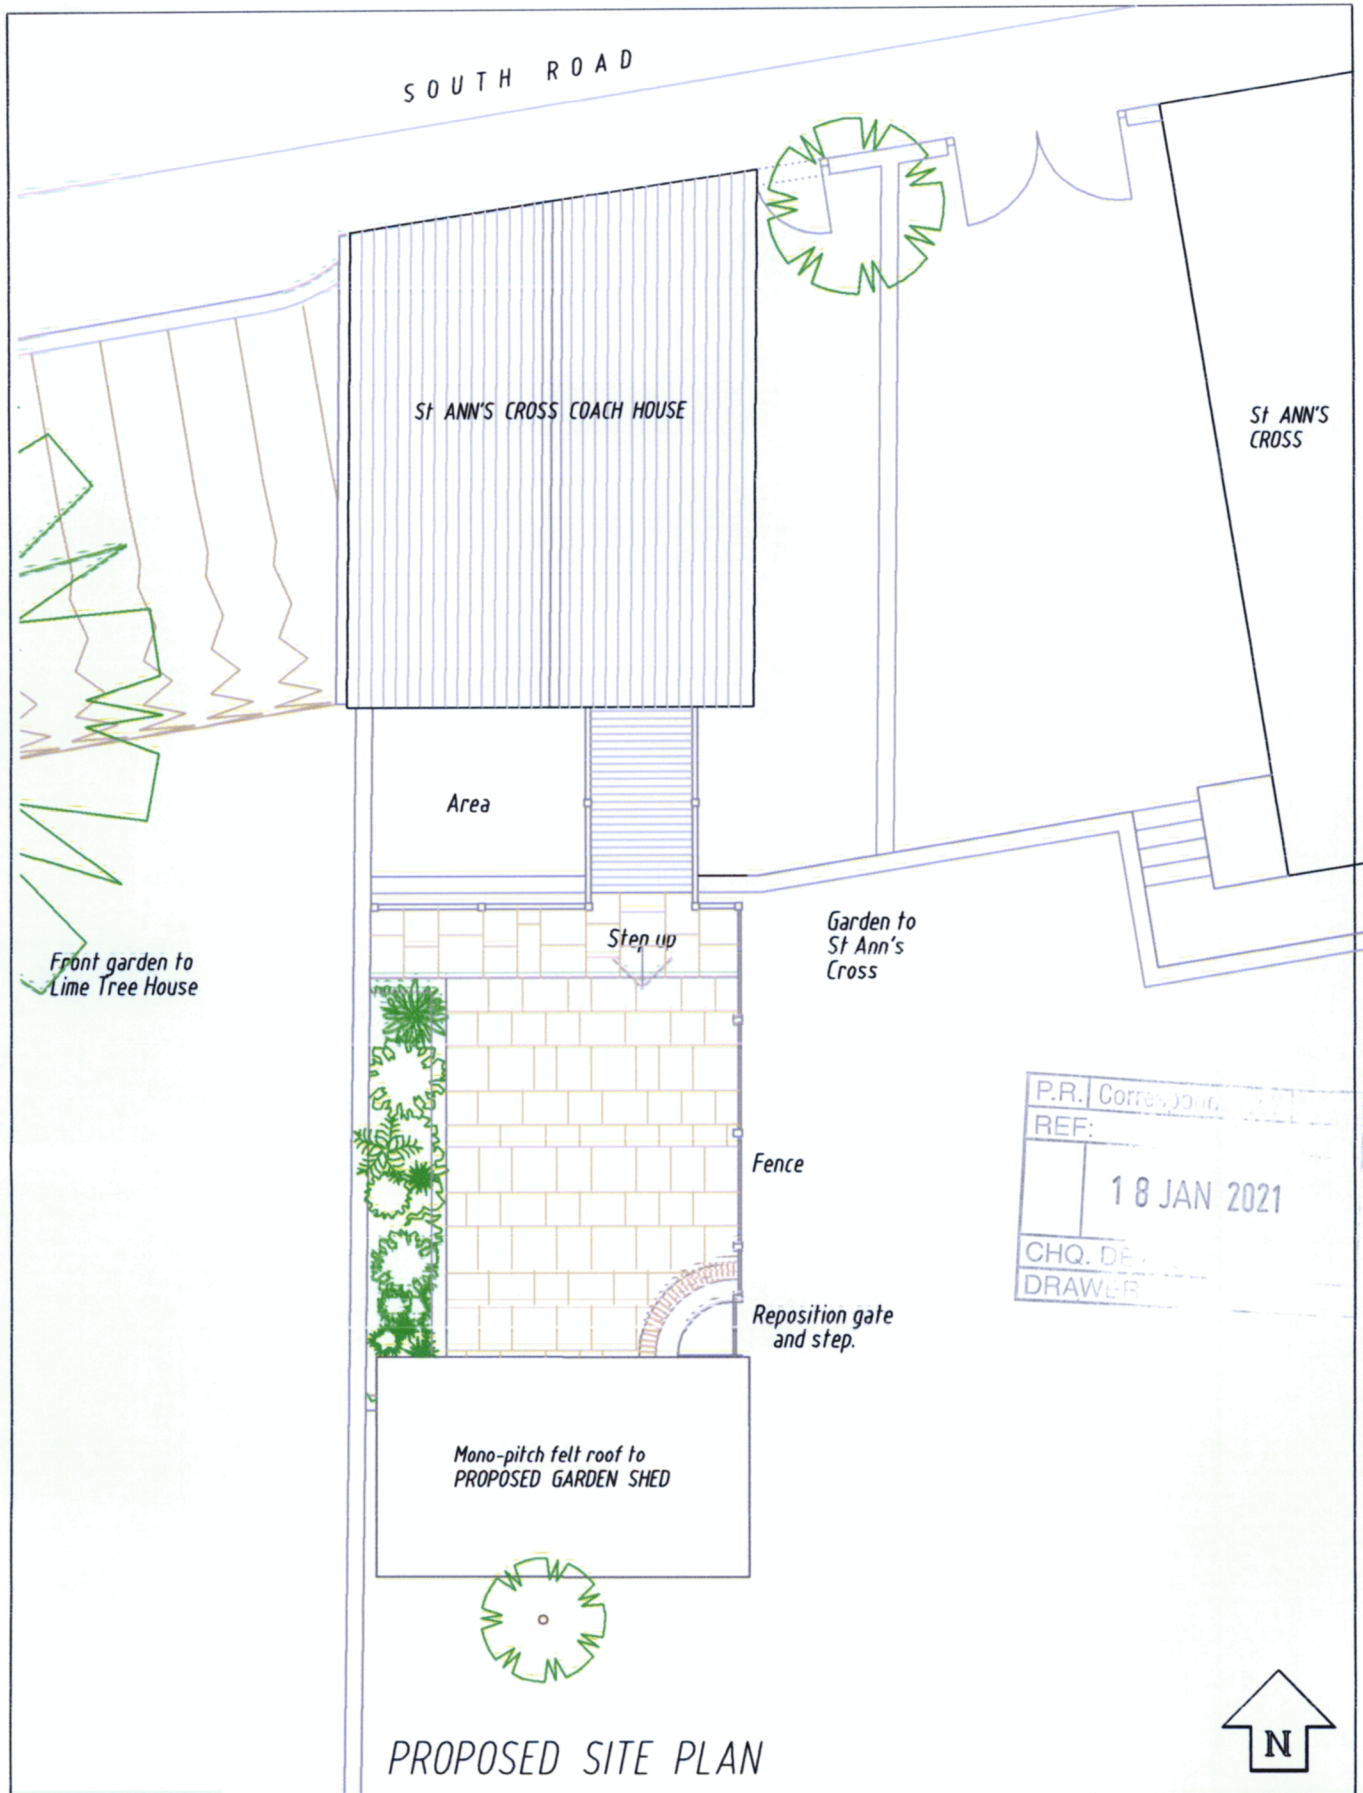 SOUTH ROAD
St ANN'S CROSS COACH HOUSE
St ANN'S
CROSS
Area
Step up
Garden to
St Ann's
Cross
Front garden to
Lime Tree House
Fence
P.R.
REF:
18 JAN 2021
CHQ.
DRAWER
Reposition gate
and step.
Mono-pitch felt roof to
PROPOSED GARDEN SHED
PROPOSED SITE PLAN
N